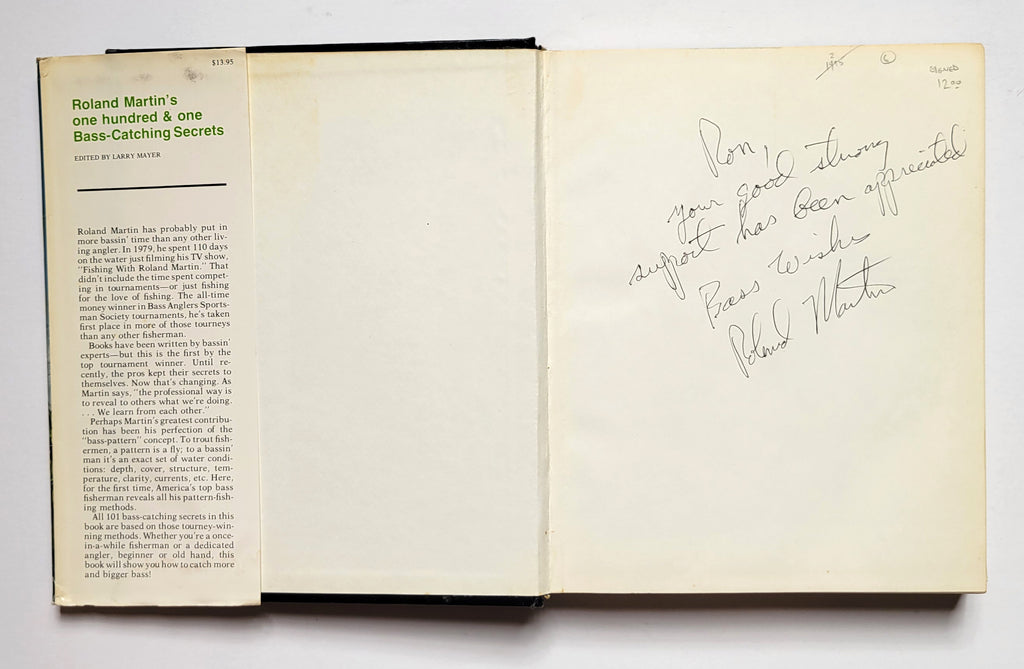 $13.95
Roland Martin's
one hundred & one
Bass-Catching Secrets
EDITED BY LARRY MAYER
Roland Martin has probably put in
more bassin' time than any other liv-
ing angler. In 1979, he spent 110 days
on the water just filming his TV show,
"Fishing With Roland Martin." That
didn't include the time spent compet-
ing in tournaments—or just fishing
for the love of fishing. The all-time
money winner in Bass Anglers Sports-
man Society tournaments, he's taken
first place in more of those tourneys
than any other fisherman.
Books have been written by bassin'
experts—but this is the first by the
top tournament winner. Until re-
cently, the pros kept their secrets to
themselves. Now that's changing. As
Martin says, "the professional way is
to reveal to others what we're doing.
. . . We learn from each other."
Perhaps Martin's greatest contribu-
tion has been his perfection of the
"bass-pattern" concept. To trout fish-
ermen, a pattern is a fly; to a bassin'
man it's an exact set of water condi-
tions: depth, cover, structure, tem-
perature, clarity, currents, etc. Here,
for the first time, America's top bass
fisherman reveals all his pattern-fish-
ing methods.
All 101 bass-catching secrets in this
book are based on those tourney-win-
ning methods. Whether you're a once-
in-a-while fisherman or a dedicated
angler, beginner or old hand, this
book will show you how to catch more
and bigger bass!
SIGNED
12.00
Ron,
your good strong
support has been appreciated
Bass Wishes
Roland Martin